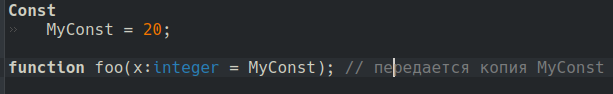 Const
» MyConst = 20;
function foo(x:integer = MyConst); // передается копия MyConst